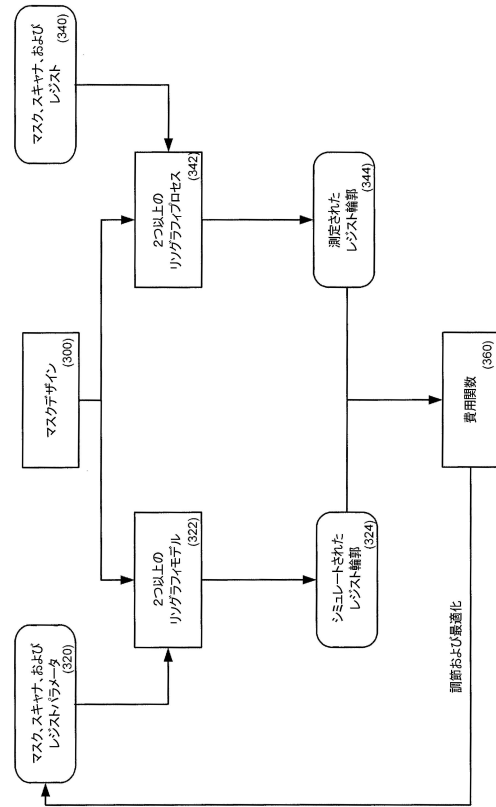 マスクデザイン
(300)
マスク、スキャナ、および
レジストパラメータ
(320)
マスク、スキャナ、および
レジスト
(340)
2つ以上の
リソグラフィモデル
(322)
2つ以上の
リソグラフィプロセス
(342)
シミュレートされた
レジスト輪郭
(324)
測定された
レジスト輪郭
(344)
費用関数
(360)
調節および最適化